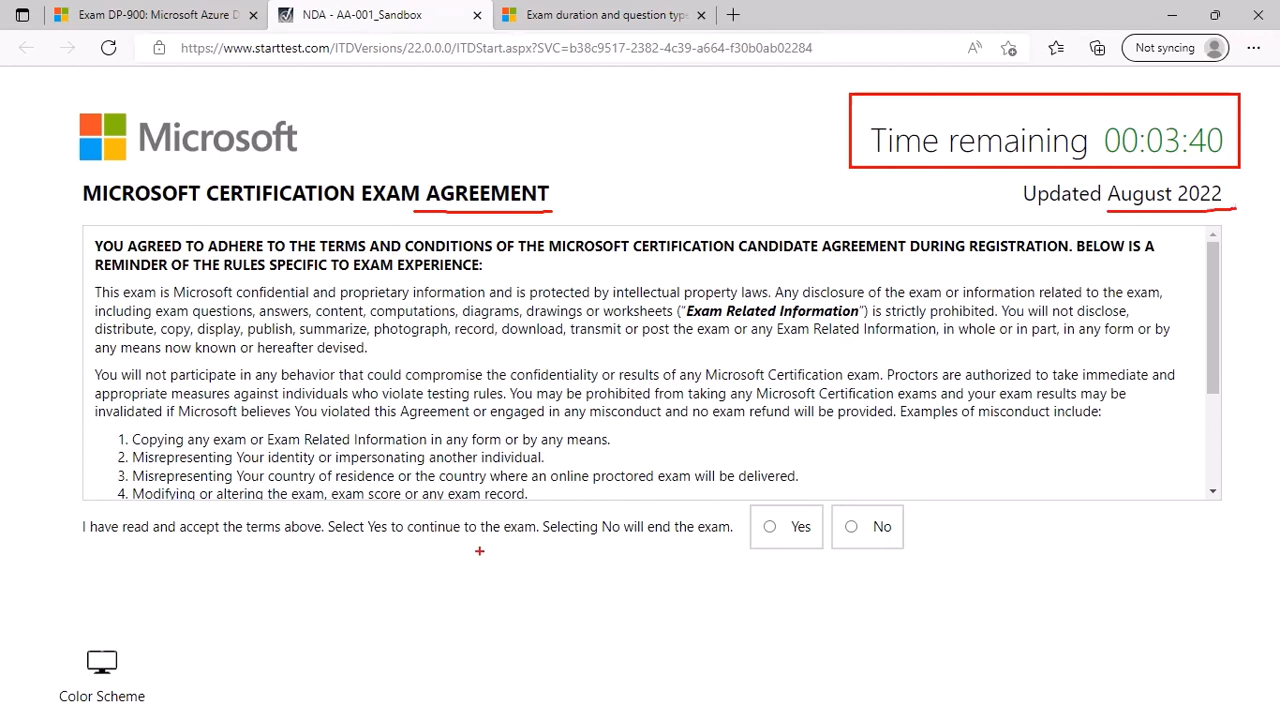 Exam DP-900: Microsoft Azure D
NDA - AA-001_Sandbox
Exam duration and question type
https://www.starttest.com/ITDVersions/22.0.0.0/ITDStart.aspx?SVC=b38c9517-2382-4c39-a664-f30b0ab02284
Not syncing
Microsoft
Time remaining 00:03:40
MICROSOFT CERTIFICATION EXAM AGREEMENT
Updated August 2022
YOU AGREED TO ADHERE TO THE TERMS AND CONDITIONS OF THE MICROSOFT CERTIFICATION CANDIDATE AGREEMENT DURING REGISTRATION. BELOW IS A
REMINDER OF THE RULES SPECIFIC TO EXAM EXPERIENCE:
This exam is Microsoft confidential and proprietary information and is protected by intellectual property laws. Any disclosure of the exam or information related to the exam,
including exam questions, answers, content, computations, diagrams, drawings or worksheets (“Exam Related Information”) is strictly prohibited. You will not disclose,
distribute, copy, display, publish, summarize, photograph, record, download, transmit or post the exam or any Exam Related Information, in whole or in part, in any form or by
any means now known or hereafter devised.
You will not participate in any behavior that could compromise the confidentiality or results of any Microsoft Certification exam. Proctors are authorized to take immediate and
appropriate measures against individuals who violate testing rules. You may be prohibited from taking any Microsoft Certification exams and your exam results may be
invalidated if Microsoft believes You violated this Agreement or engaged in any misconduct and no exam refund will be provided. Examples of misconduct include:
1. Copying any exam or Exam Related Information in any form or by any means.
2. Misrepresenting Your identity or impersonating another individual.
3. Misrepresenting Your country of residence or the country where an online proctored exam will be delivered.
4. Modifying or altering the exam, exam score or any exam record.
I have read and accept the terms above. Select Yes to continue to the exam. Selecting No will end the exam.
Yes
No
Color Scheme